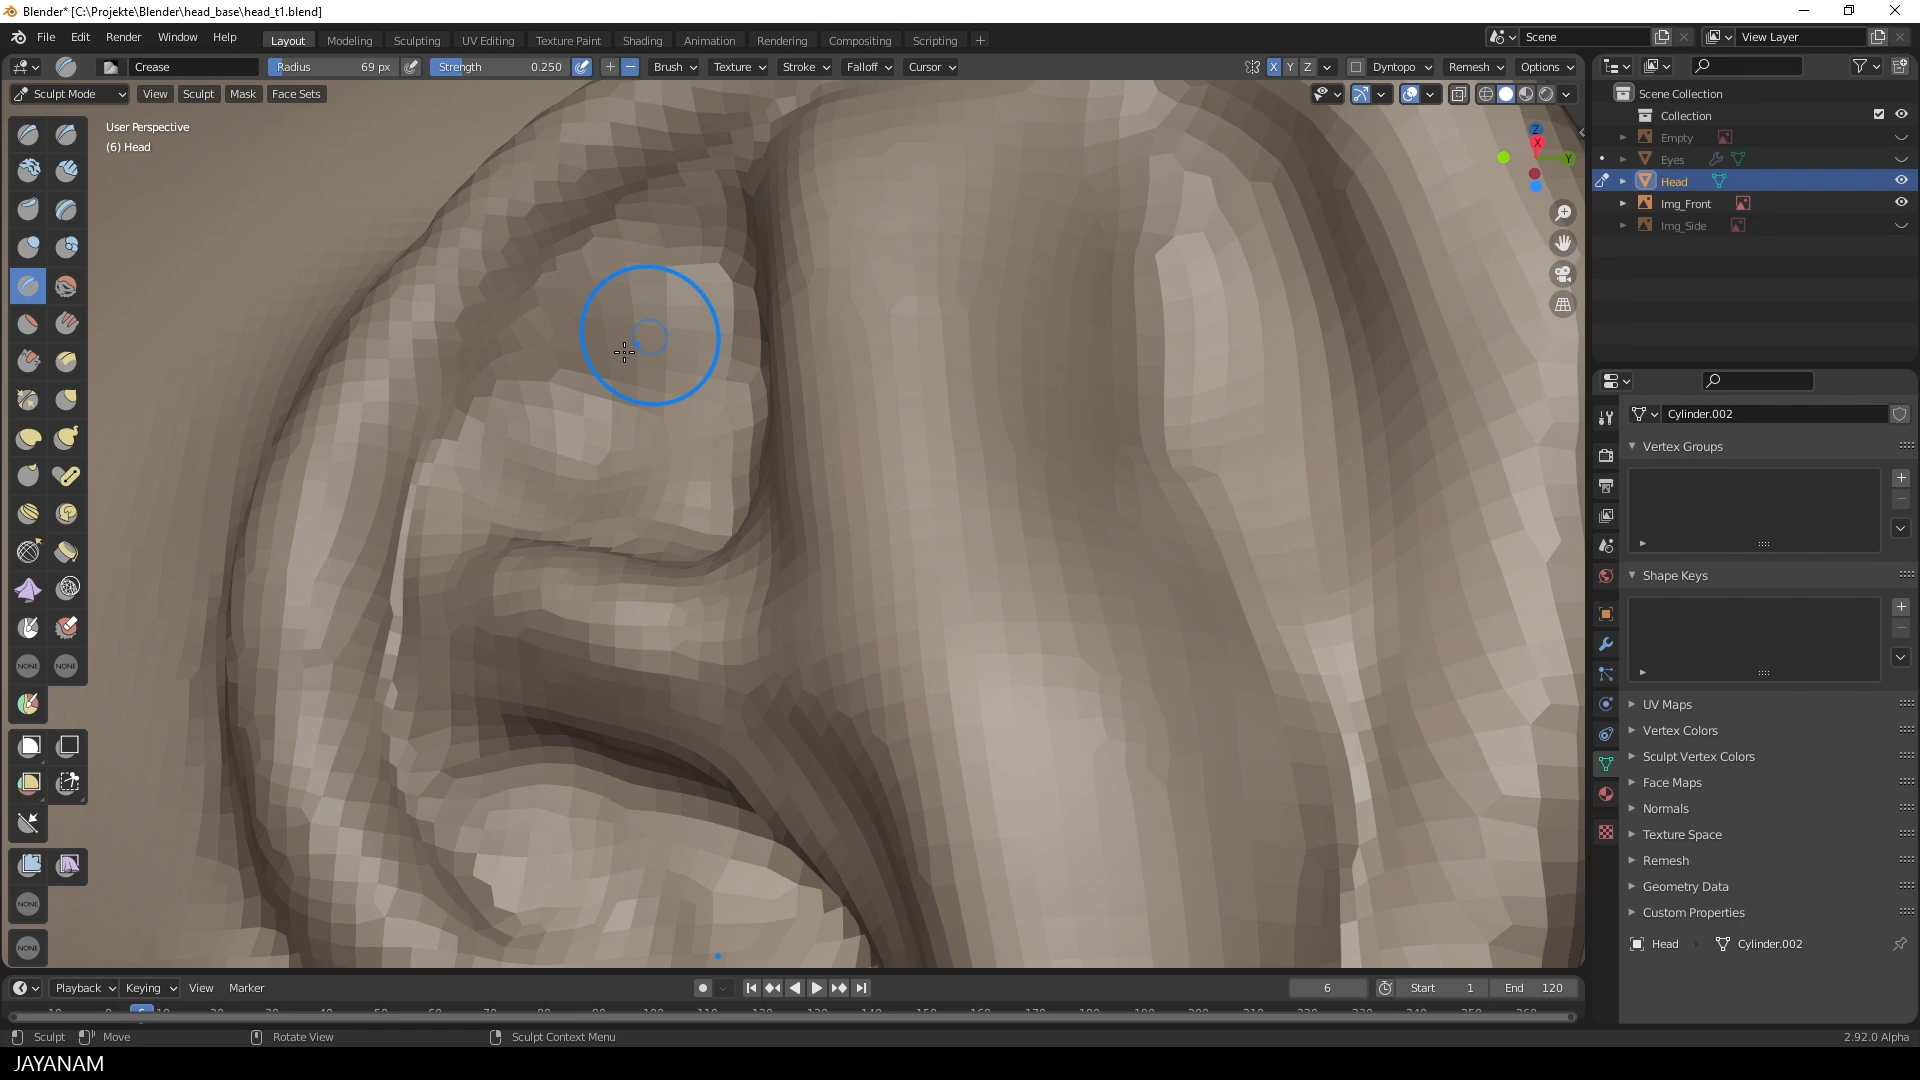 Blender* [C:\Projekte\Blender\head_base\head_t1.blend]
File Edit Render Window Help Layout Modeling Sculpting UV Editing Texture Paint Shading Animation Rendering Compositing Scripting + Scene View Layer
Crease Radius 69 px Strength 0.250 Brush Texture Stroke Falloff Cursor X Y Z Dyntopo Remesh Options
Sculpt Mode View Sculpt Mask Face Sets
User Perspective
(6) Head
Z
X
Y
Scene Collection
Collection
Empty
Eyes
Head
Img_Front
Img_Side
Cylinder.002
Vertex Groups
Shape Keys
UV Maps
Vertex Colors
Sculpt Vertex Colors
Face Maps
Normals
Texture Space
Remesh
Geometry Data
Custom Properties
Head Cylinder.002
NONE NONE
NONE
NONE
Playback Keying View Marker 6 Start 1 End 120
Sculpt Move Rotate View Sculpt Context Menu 2.92.0 Alpha
JAYANAM